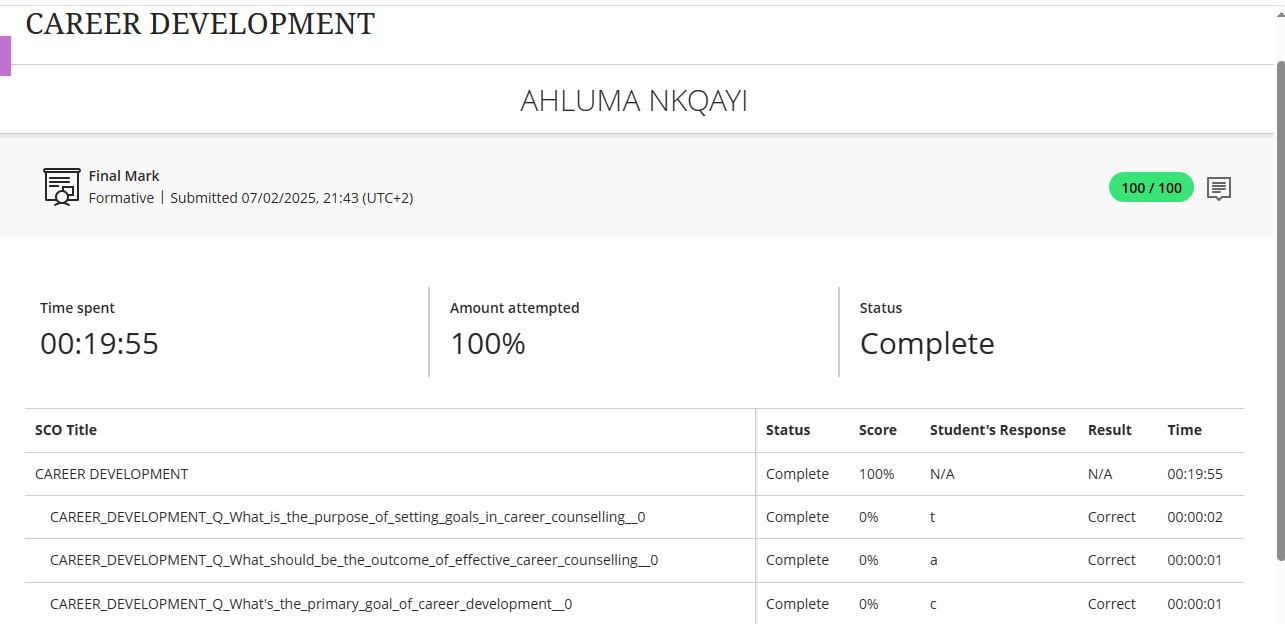 CAREER DEVELOPMENT
AHLUMA NKQAYI
Final Mark
Formative | Submitted 07/02/2025, 21:43 (UTC+2)
100 / 100
Time spent
00:19:55
Amount attempted
100%
Status
Complete
SCO Title Status Score Student's Response Result Time
CAREER DEVELOPMENT Complete 100% N/A N/A 00:19:55
CAREER_DEVELOPMENT_Q_What_is_the_purpose_of_setting_goals_in_career_counselling__0 Complete 0% t Correct 00:00:02
CAREER_DEVELOPMENT_Q_What_should_be_the_outcome_of_effective_career_counselling__0 Complete 0% a Correct 00:00:01
CAREER_DEVELOPMENT_Q_What's_the_primary_goal_of_career_development__0 Complete 0% c Correct 00:00:01